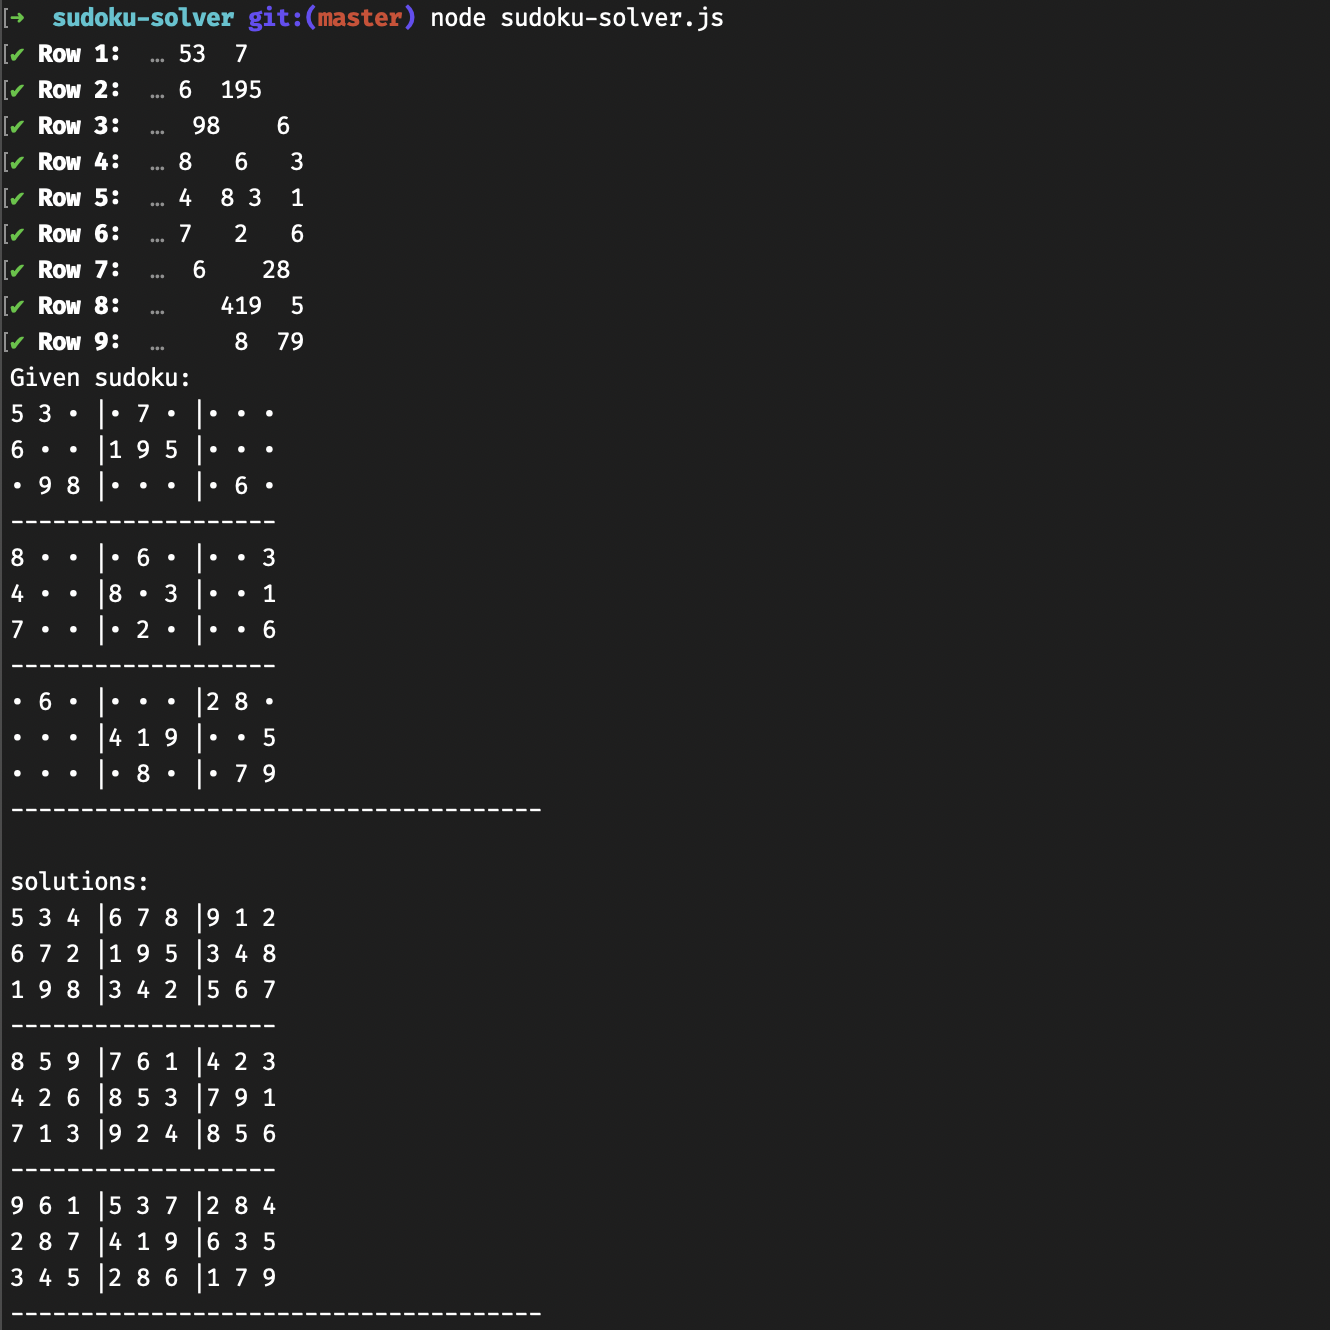 ➜  sudoku-solver git:(master) node sudoku-solver.js
✔ Row 1:  … 53  7
✔ Row 2:  … 6  195
✔ Row 3:  …  98    6
✔ Row 4:  … 8   6   3
✔ Row 5:  … 4  8 3  1
✔ Row 6:  … 7   2   6
✔ Row 7:  …  6    28
✔ Row 8:  …    419  5
✔ Row 9:  …     8  79
Given sudoku:
5 3 • |• 7 • |• • •
6 • • |1 9 5 |• • •
• 9 8 |• • • |• 6 •
-------------------
8 • • |• 6 • |• • 3
4 • • |8 • 3 |• • 1
7 • • |• 2 • |• • 6
-------------------
• 6 • |• • • |2 8 •
• • • |4 1 9 |• • 5
• • • |• 8 • |• 7 9
--------------------------------------
solutions:
5 3 4 |6 7 8 |9 1 2
6 7 2 |1 9 5 |3 4 8
1 9 8 |3 4 2 |5 6 7
-------------------
8 5 9 |7 6 1 |4 2 3
4 2 6 |8 5 3 |7 9 1
7 1 3 |9 2 4 |8 5 6
-------------------
9 6 1 |5 3 7 |2 8 4
2 8 7 |4 1 9 |6 3 5
3 4 5 |2 8 6 |1 7 9
--------------------------------------